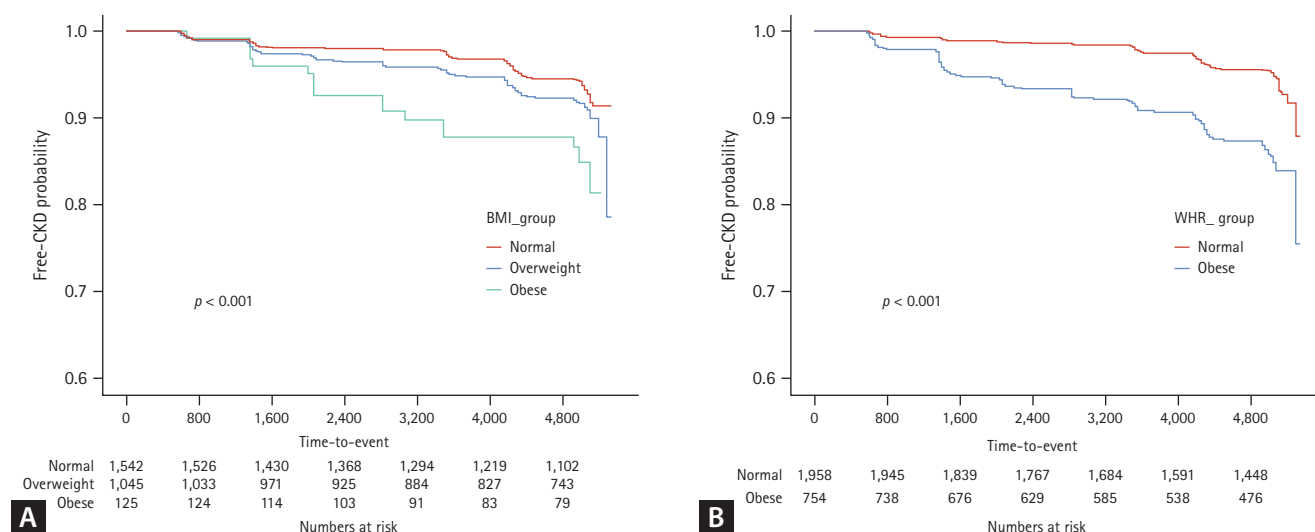 1.0
0.9
0.8
0.7
0.6
Free-CKD probability
BMI_group
Normal
Overweight
Obese
p < 0.001
0 800 1,600 2,400 3,200 4,000 4,800
Time-to-event
Normal 1,542 1,526 1,430 1,368 1,294 1,219 1,102
Overweight 1,045 1,033 971 925 884 827 743
Obese 125 124 114 103 91 83 79
Numbers at risk
A
1.0
0.9
0.8
0.7
0.6
Free-CKD probability
WHR_ group
Normal
Obese
p < 0.001
0 800 1,600 2,400 3,200 4,000 4,800
Time-to-event
Normal 1,958 1,945 1,839 1,767 1,684 1,591 1,448
Obese 754 738 676 629 585 538 476
Numbers at risk
B